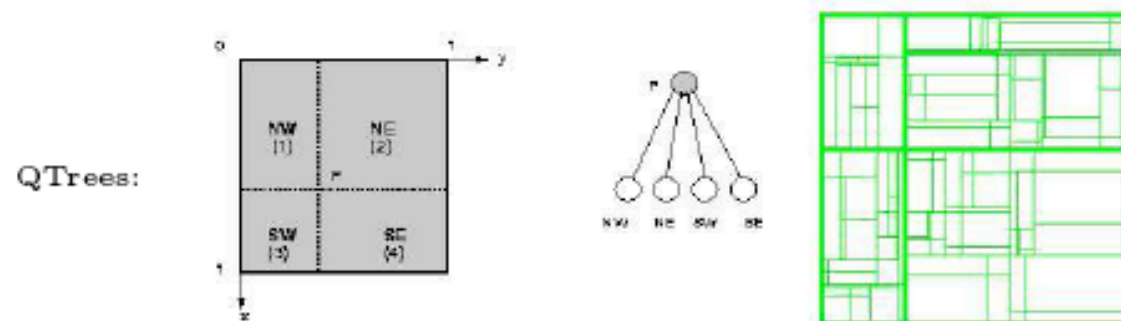 0 1
y
NW NE
(1) (2)
P
P
QTrees:
SW SE
(3) (4)
NW NE SW SE
1
x